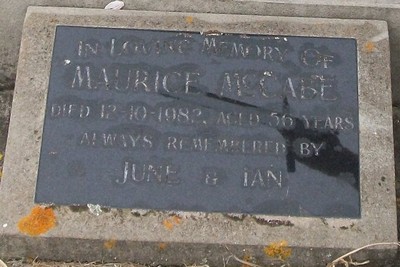 IN LOVING MEMORY OF
MAURICE MCCABE
DIED 12-10-1982, AGED 56 YEARS
ALWAYS REMEMBERED BY
JUNE & IAN